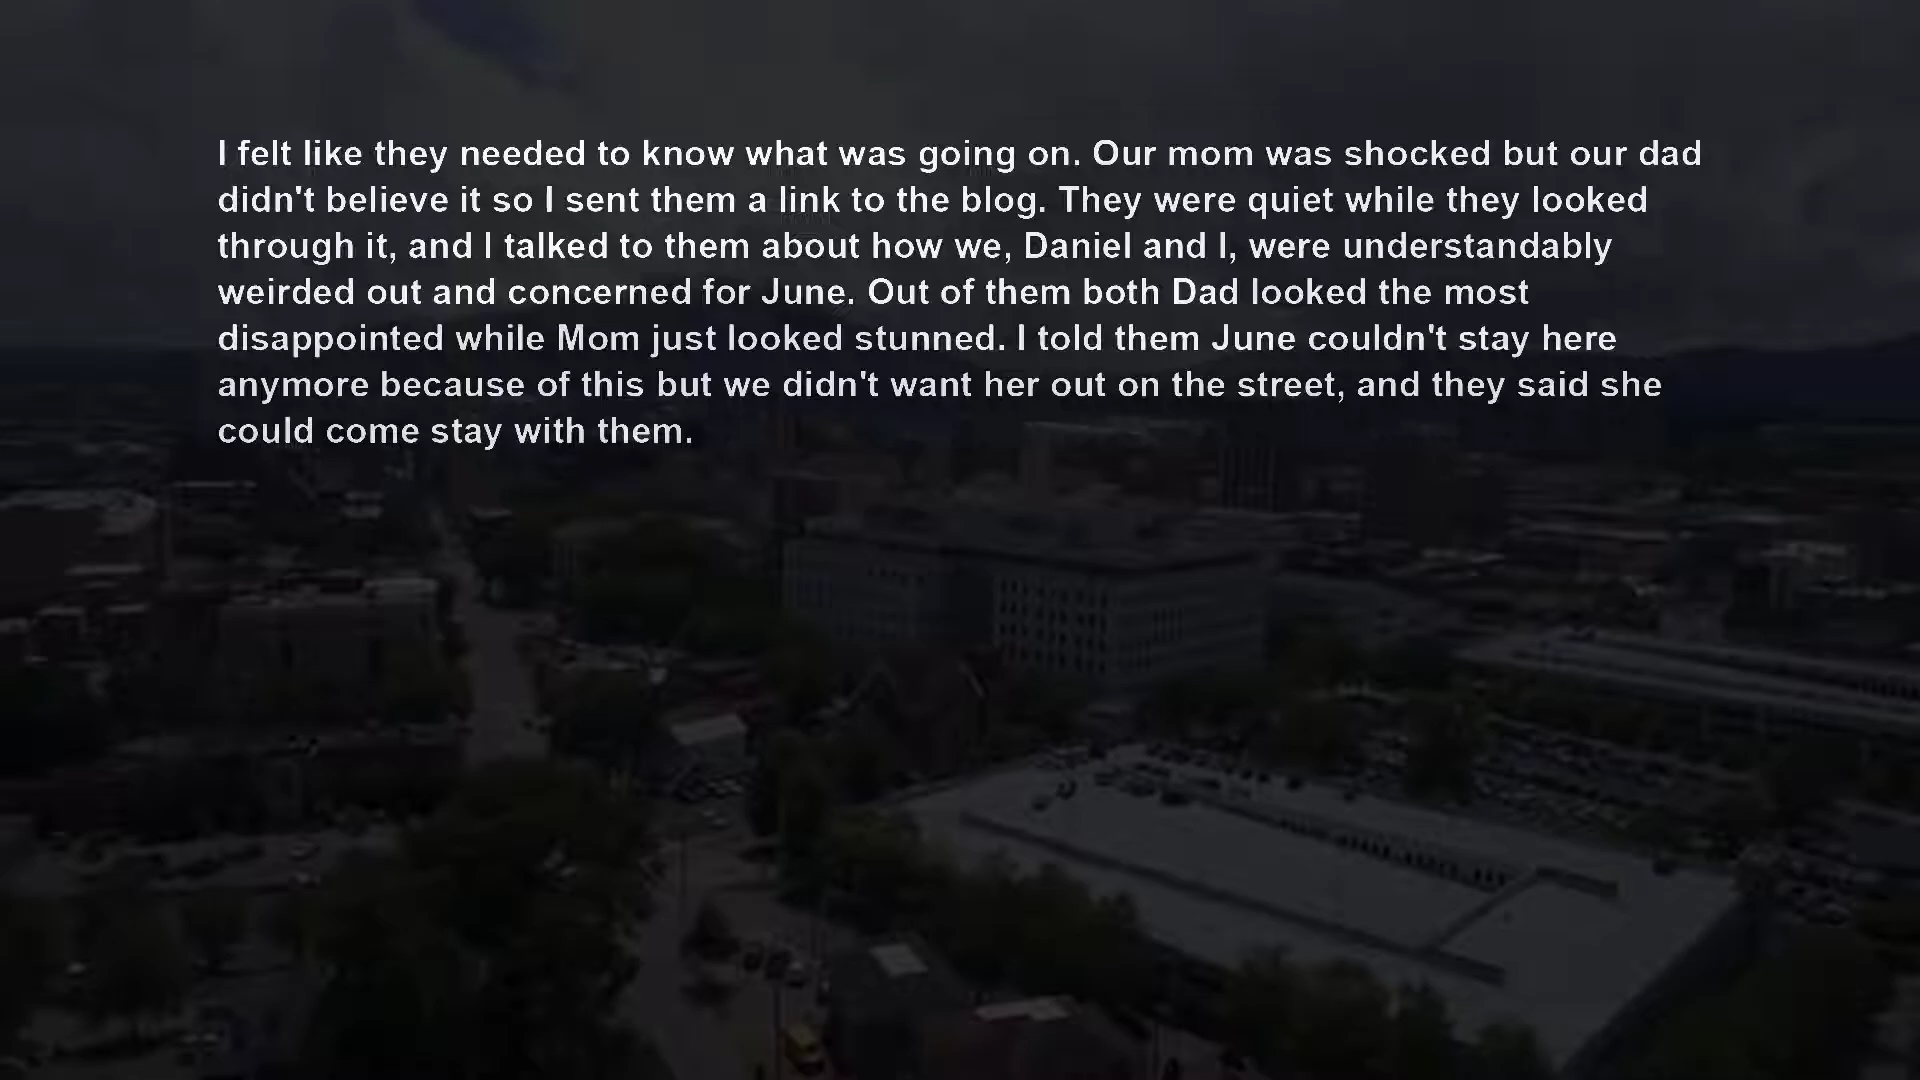 I felt like they needed to know what was going on. Our mom was shocked but our dad
didn't believe it so I sent them a link to the blog. They were quiet while they looked
through it, and I talked to them about how we, Daniel and I, were understandably
weirded out and concerned for June. Out of them both Dad looked the most
disappointed while Mom just looked stunned. I told them June couldn't stay here
anymore because of this but we didn't want her out on the street, and they said she
could come stay with them.